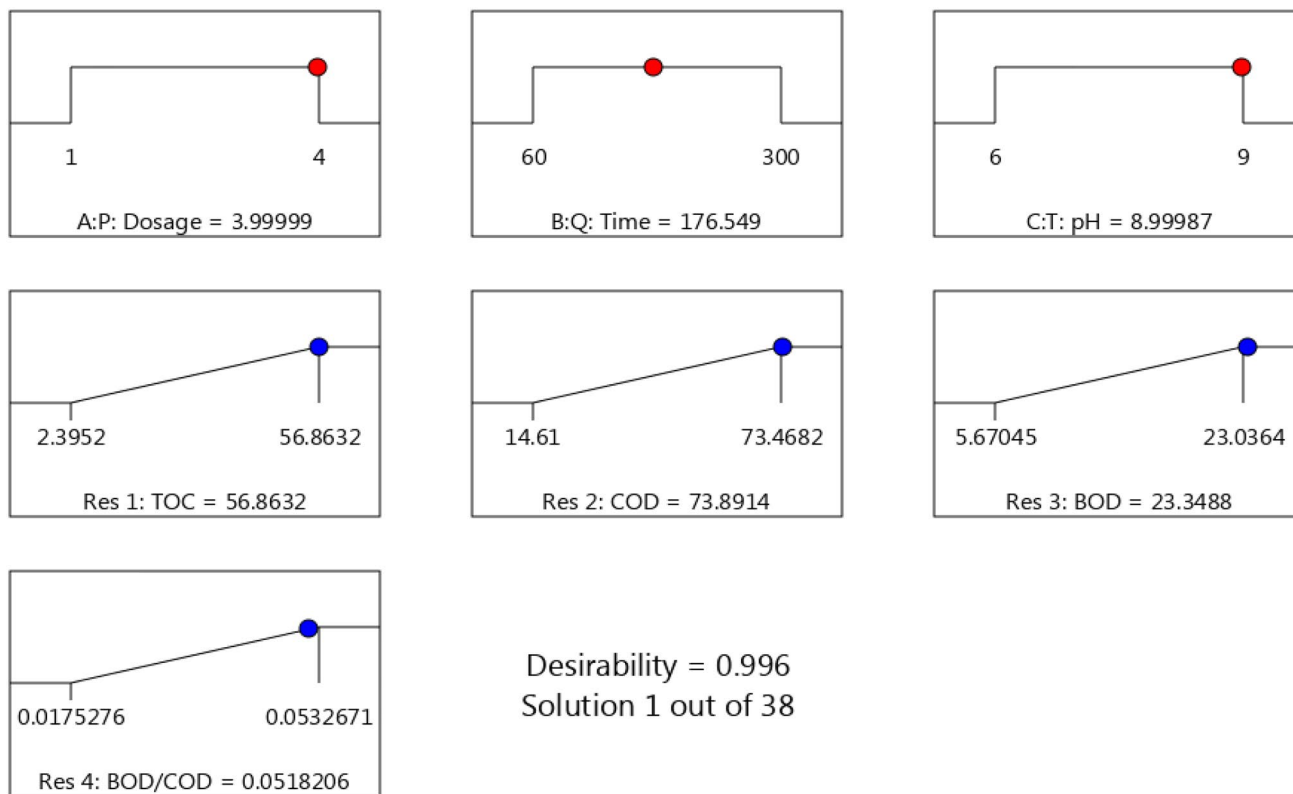 1 4
A:P: Dosage = 3.99999
60 300
B:Q: Time = 176.549
6 9
C:T: pH = 8.99987
2.3952 56.8632
Res 1: TOC = 56.8632
14.61 73.4682
Res 2: COD = 73.8914
5.67045 23.0364
Res 3: BOD = 23.3488
0.0175276 0.0532671
Res 4: BOD/COD = 0.0518206
Desirability = 0.996
Solution 1 out of 38